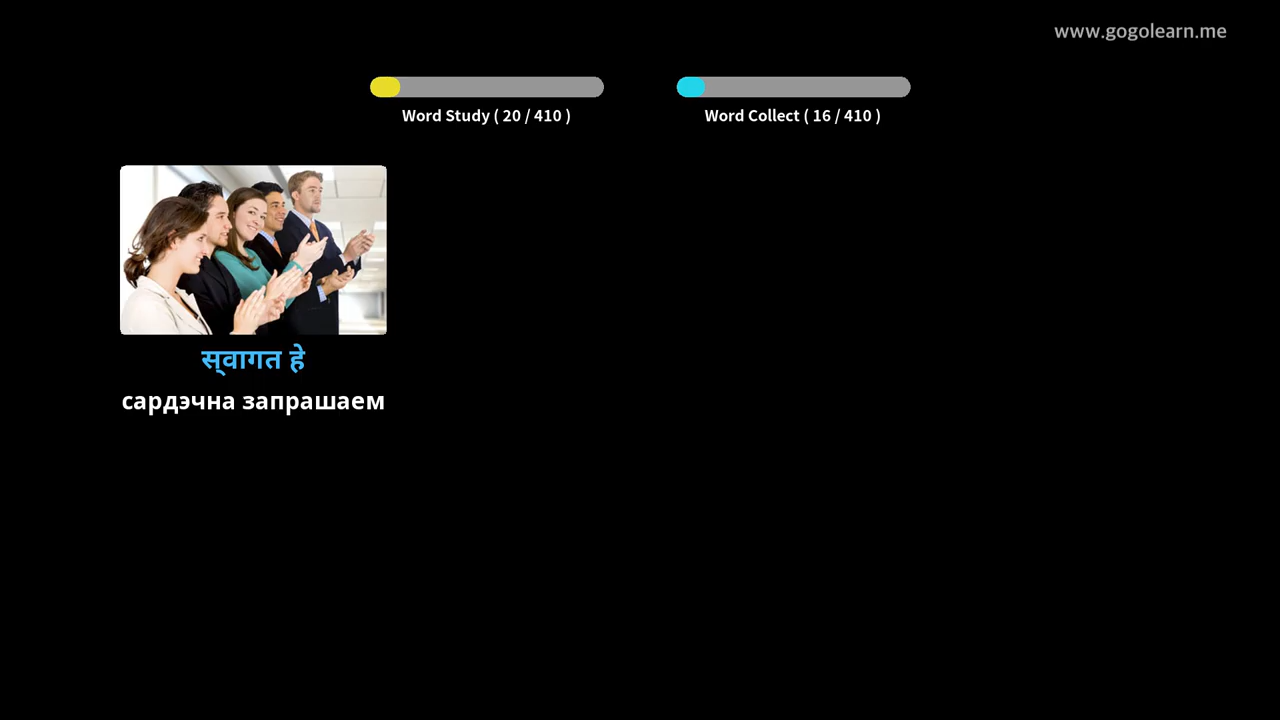 www.gogolearn.me
Word Study ( 20 / 410 )
Word Collect ( 16 / 410 )
स्वागत हे
сардэчна запрашаем